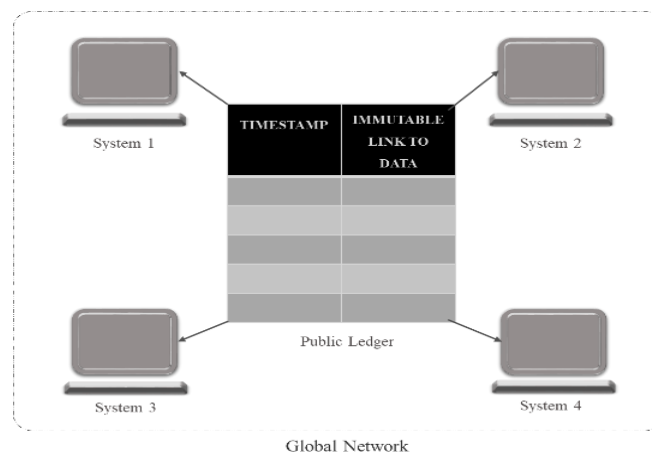 TIMESTAMP
IMMUTABLE
LINK TO
DATA
System 1
System 2
Public Ledger
System 3
System 4
Global Network